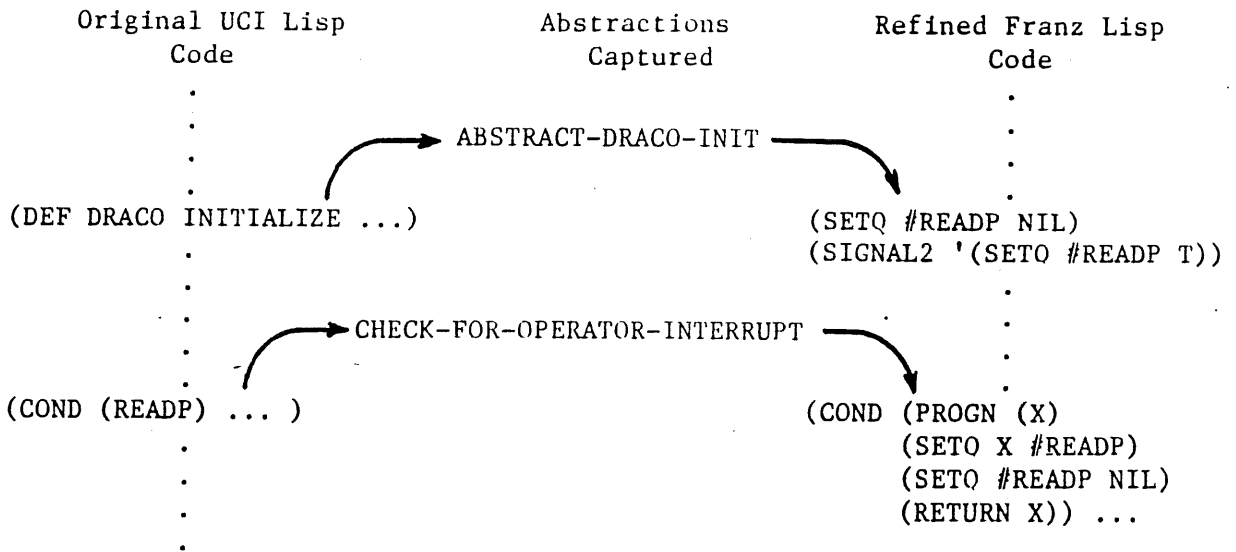 Original UCI Lisp Code
Abstractions Captured
Refined Franz Lisp Code
ABSTRACT-DRACO-INIT
(DEF DRACO INITIALIZE ...)
(SETQ #READP NIL)
(SIGNAL2 '(SETQ #READP T))
CHECK-FOR-OPERATOR-INTERRUPT
(COND (READP) ... )
(COND (PROGN (X)
(SETQ X #READP)
(SETQ #READP NIL)
(RETURN X)) ...